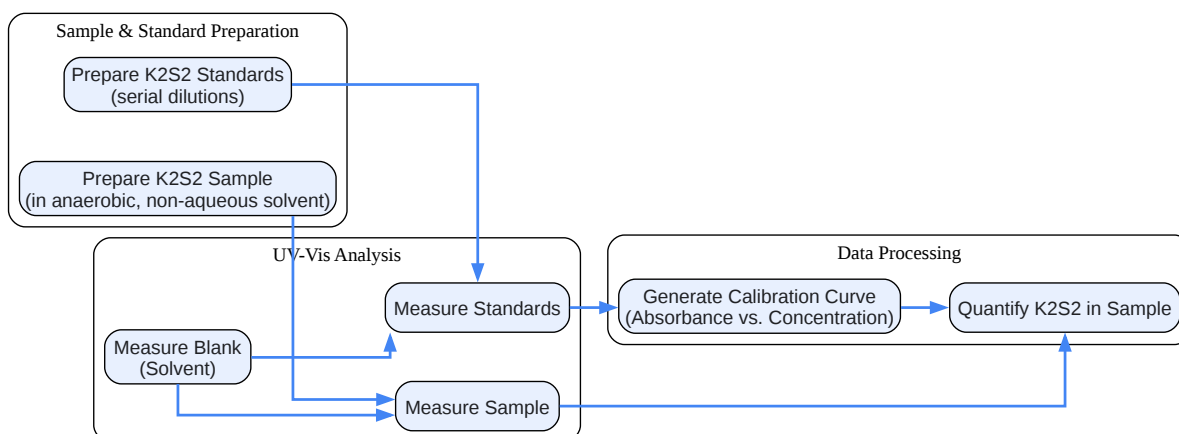 Sample & Standard Preparation
Prepare K2S2 Standards
(serial dilutions)
Prepare K2S2 Sample
(in anaerobic, non-aqueous solvent)
UV-Vis Analysis
Measure Standards
Measure Blank
(Solvent)
Measure Sample
Data Processing
Generate Calibration Curve
(Absorbance vs. Concentration)
Quantify K2S2 in Sample